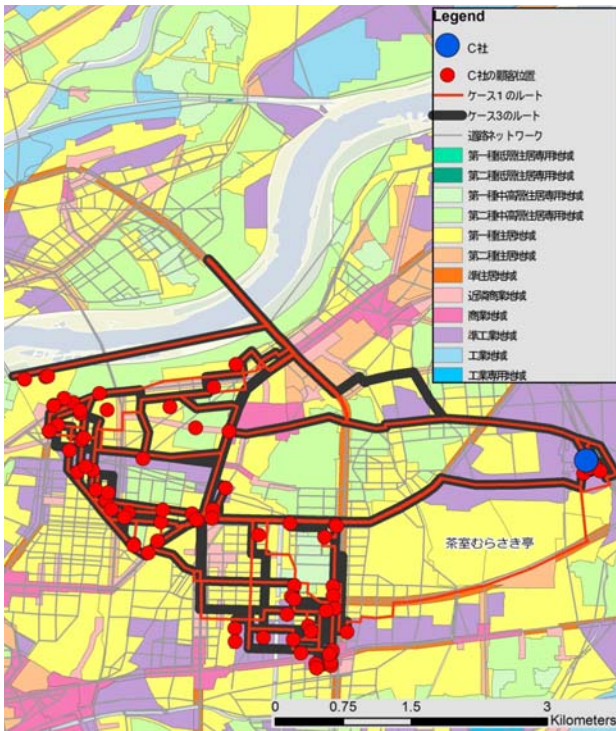 Legend
C社
C社の顧客位置
ケース1のルート
ケース3のルート
道路ネットワーク
第一種低層住居専用地域
第二種低層住居専用地域
第一種中高層住居専用地域
第二種中高層住居専用地域
第一種住居地域
第二種住居地域
準住居地域
近隣商業地域
商業地域
準工業地域
工業地域
工業専用地域
茶室むらさき亭
0 0.75 1.5 3
Kilometers